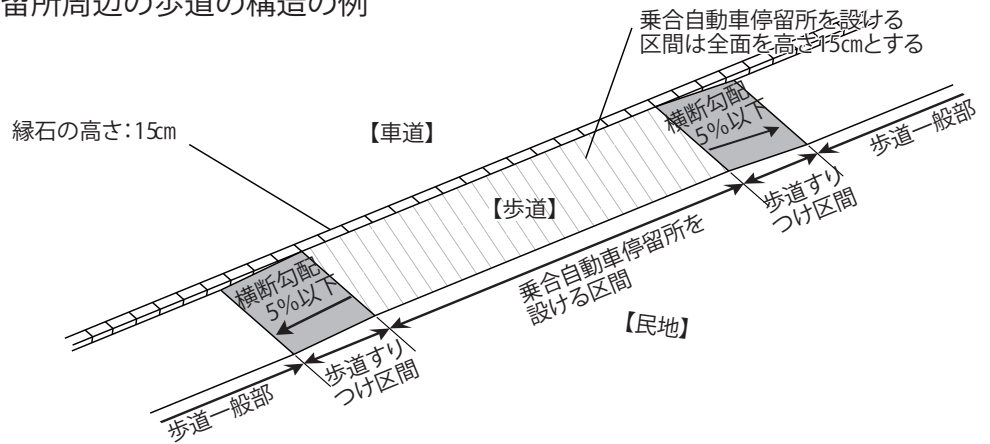 留所周辺の歩道の構造の例
乗合自動車停留所を設ける
区間は全面を高さ15cmとする
縁石の高さ：15cm
【車道】
横断勾配
5%以下
歩道一般部
【歩道】
歩道すり
つけ区間
乗合自動車停留所を
設ける区間
横断勾配
5%以下
【民地】
歩道すり
つけ区間
歩道一般部